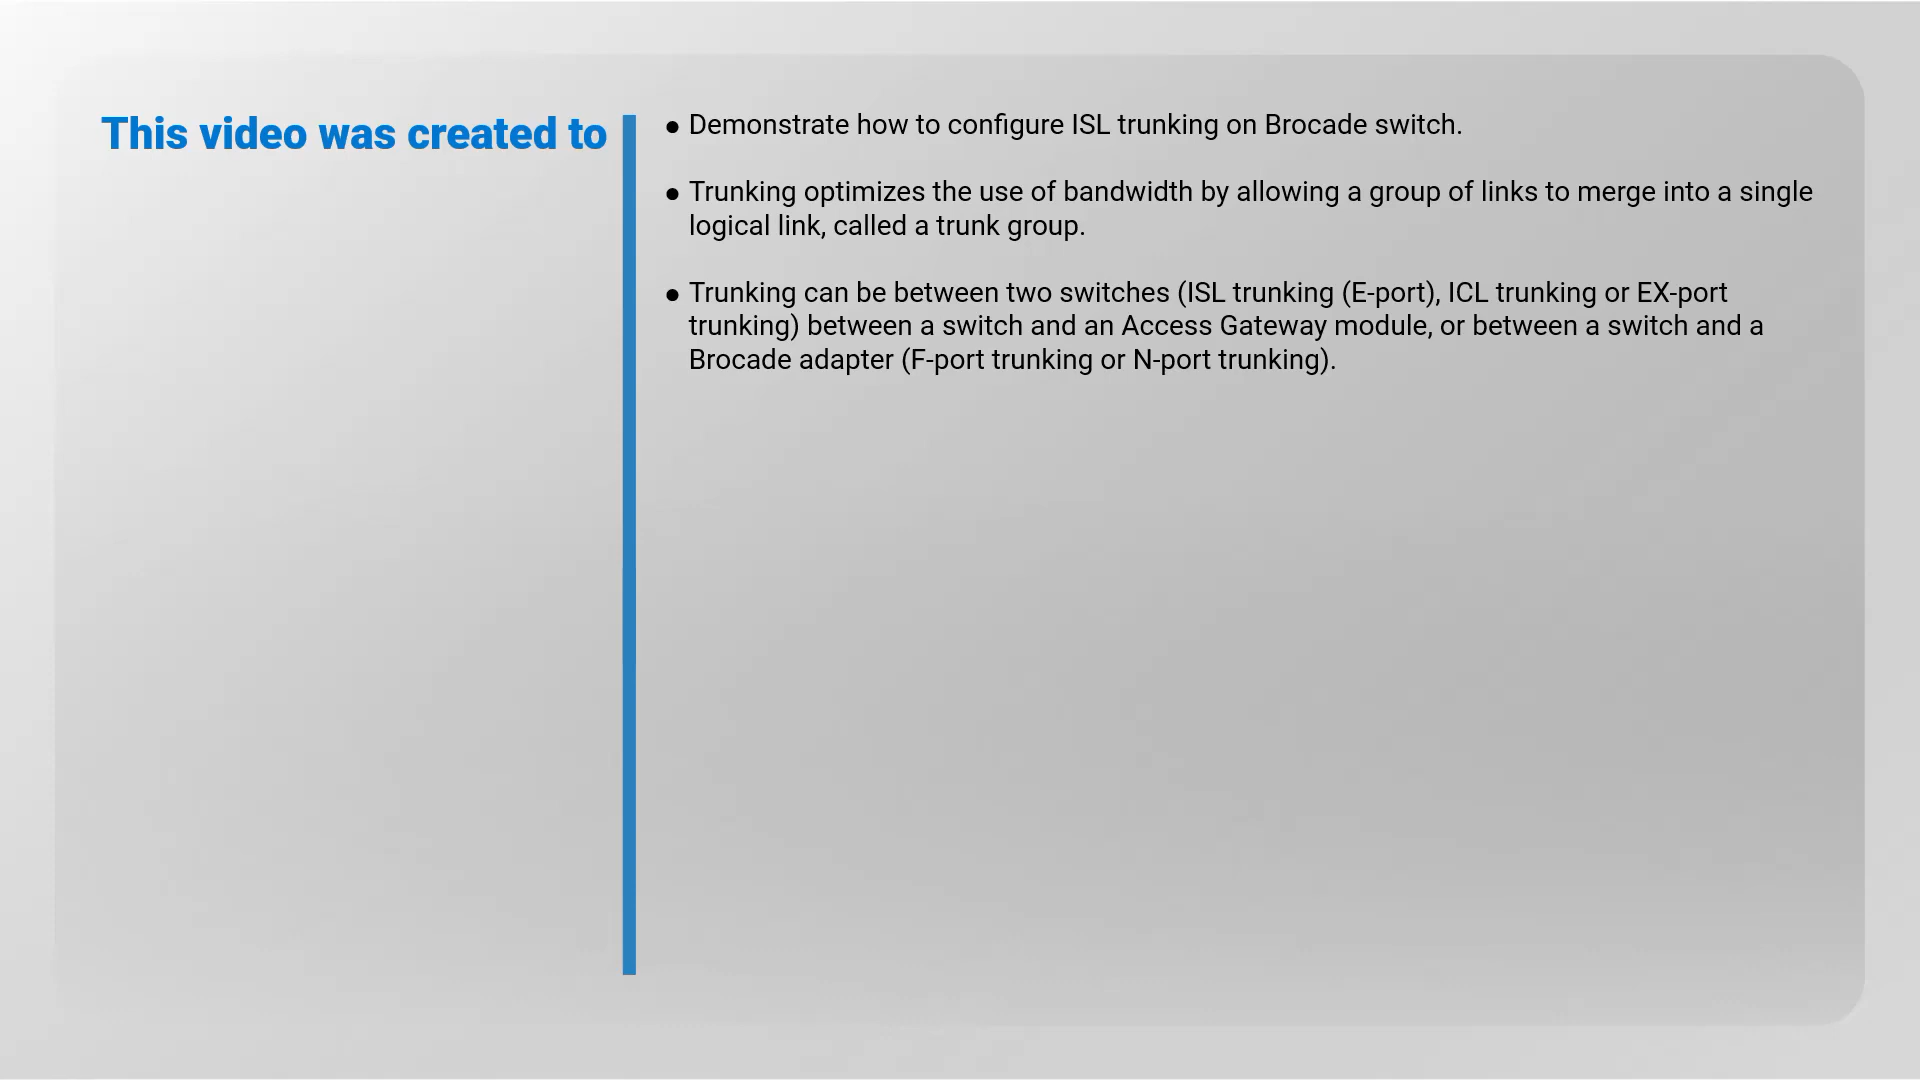 This video was created to
● Demonstrate how to configure ISL trunking on Brocade switch.
● Trunking optimizes the use of bandwidth by allowing a group of links to merge into a single
logical link, called a trunk group.
● Trunking can be between two switches (ISL trunking (E-port), ICL trunking or EX-port
trunking) between a switch and an Access Gateway module, or between a switch and a
Brocade adapter (F-port trunking or N-port trunking).